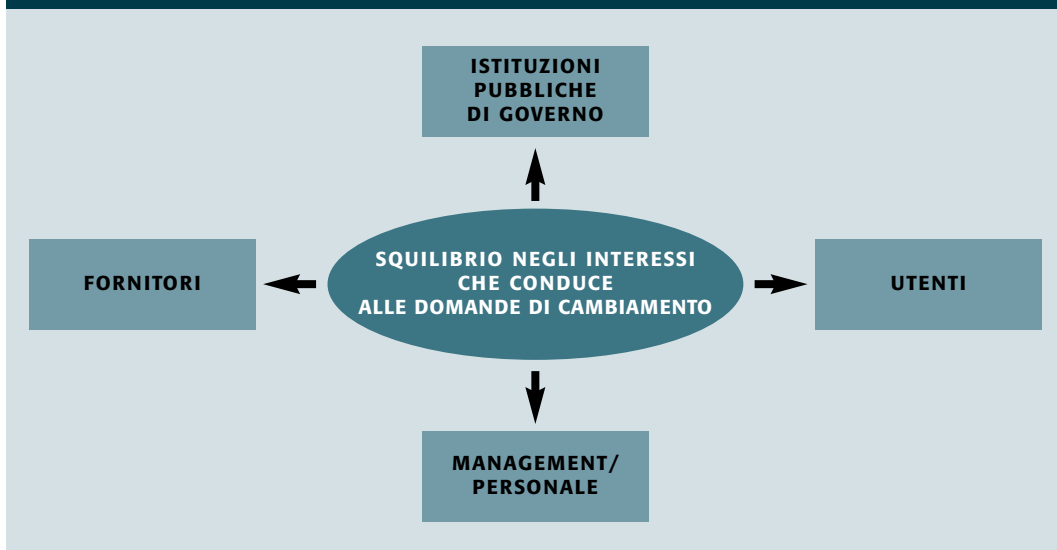 ISTITUZIONI
PUBBLICHE
DI GOVERNO
FORNITORI
SQUILIBRIO NEGLI INTERESSI
CHE CONDUCE
ALLE DOMANDE DI CAMBIAMENTO
UTENTI
MANAGEMENT/
PERSONALE